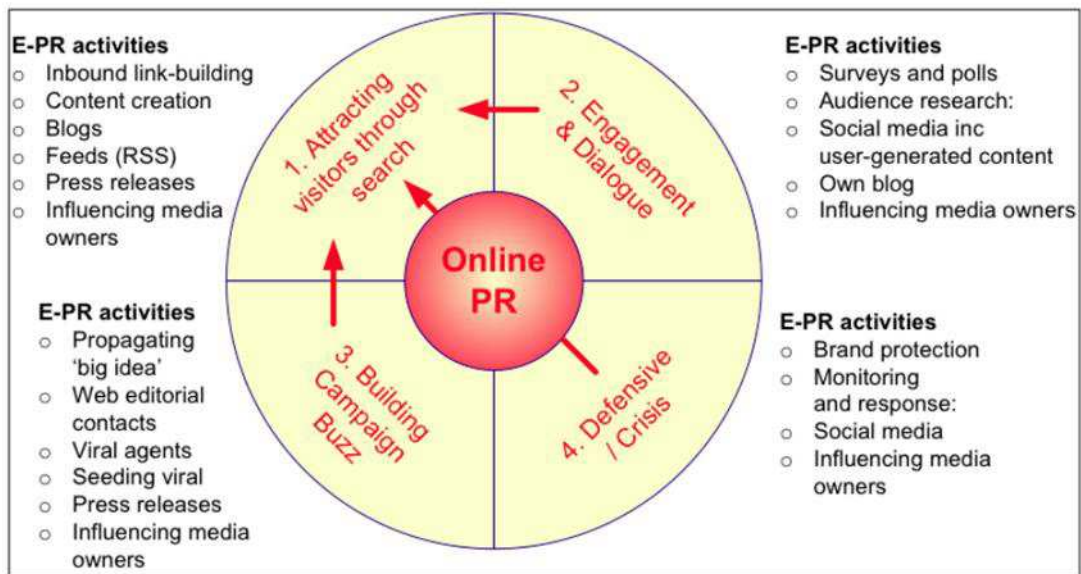 E-PR activities
o Inbound link-building
o Content creation
o Blogs
o Feeds (RSS)
o Press releases
o Influencing media
owners
1. Attracting
visitors through
search
2. Engagement
& Dialogue
E-PR activities
o Surveys and polls
o Audience research:
o Social media inc
user-generated content
o Own blog
o Influencing media owners
Online
PR
E-PR activities
o Propagating
‘big idea’
o Web editorial
contacts
o Viral agents
o Seeding viral
o Press releases
o Influencing media
owners
3. Building
Campaign
Buzz
4. Defensive
/ Crisis
E-PR activities
o Brand protection
o Monitoring
and response:
o Social media
o Influencing media
owners